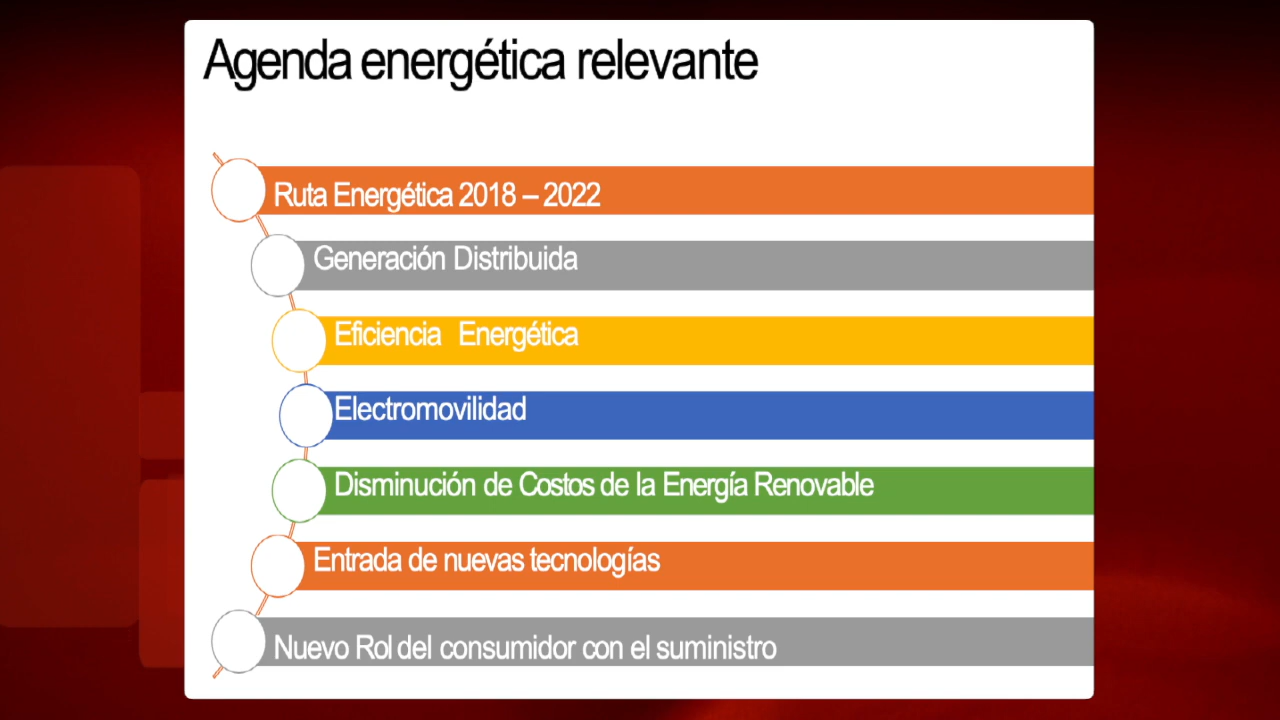 Agenda energética relevante
Ruta Energética 2018 – 2022
Generación Distribuida
Eficiencia Energética
Electromovilidad
Disminución de Costos de la Energía Renovable
Entrada de nuevas tecnologías
Nuevo Rol del consumidor con el suministro